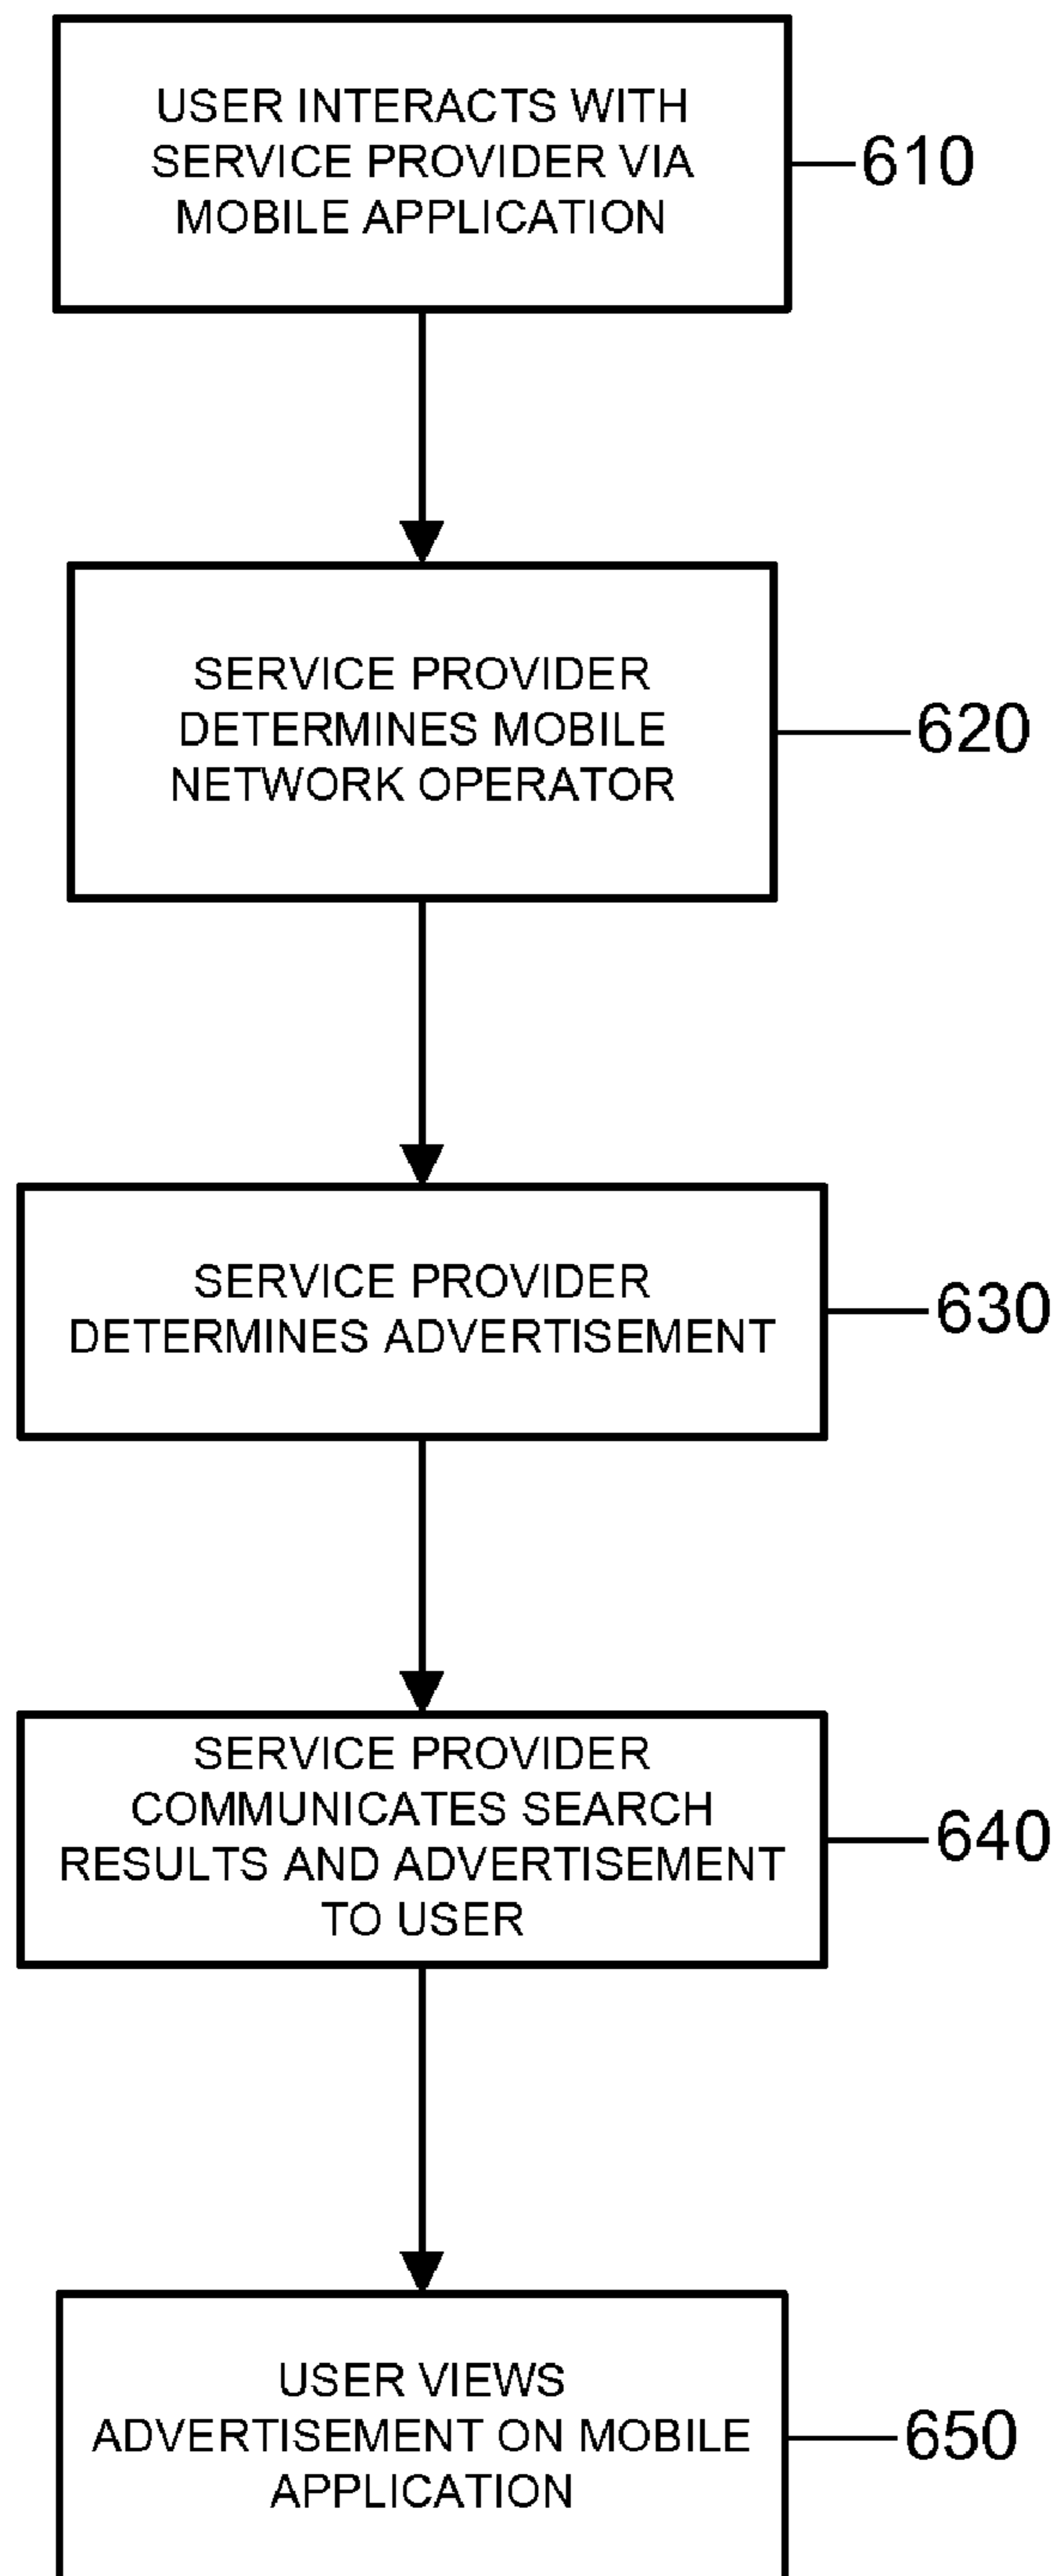 USER INTERACTS WITH
SERVICE PROVIDER VIA
MOBILE APPLICATION
610
SERVICE PROVIDER
DETERMINES MOBILE
NETWORK OPERATOR
620
SERVICE PROVIDER
DETERMINES ADVERTISEMENT
630
SERVICE PROVIDER
COMMUNICATES SEARCH
RESULTS AND ADVERTISEMENT
TO USER
640
USER VIEWS
ADVERTISEMENT ON MOBILE
APPLICATION
650